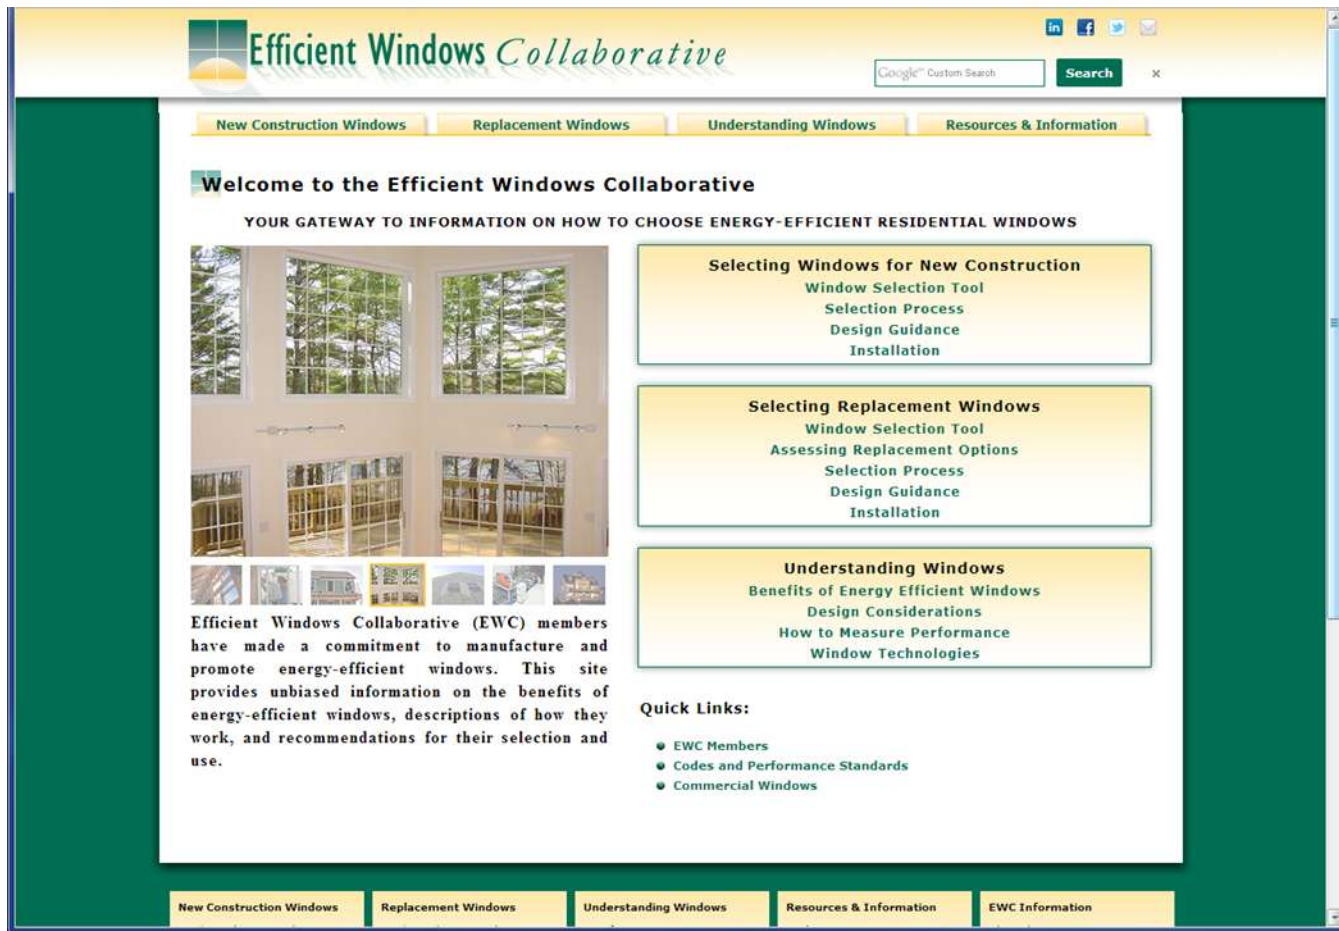 Efficient Windows Collaborative
in f
Google™ Custom Search Search x
New Construction Windows Replacement Windows Understanding Windows Resources & Information
Welcome to the Efficient Windows Collaborative
YOUR GATEWAY TO INFORMATION ON HOW TO CHOOSE ENERGY-EFFICIENT RESIDENTIAL WINDOWS
Selecting Windows for New Construction
Window Selection Tool
Selection Process
Design Guidance
Installation
Selecting Replacement Windows
Window Selection Tool
Assessing Replacement Options
Selection Process
Design Guidance
Installation
Understanding Windows
Benefits of Energy Efficient Windows
Design Considerations
How to Measure Performance
Window Technologies
Efficient Windows Collaborative (EWC) members
have made a commitment to manufacture and
promote energy-efficient windows. This site
provides unbiased information on the benefits of
energy-efficient windows, descriptions of how they
work, and recommendations for their selection and
use.
Quick Links:
EWC Members
Codes and Performance Standards
Commercial Windows
New Construction Windows Replacement Windows Understanding Windows Resources & Information EWC Information